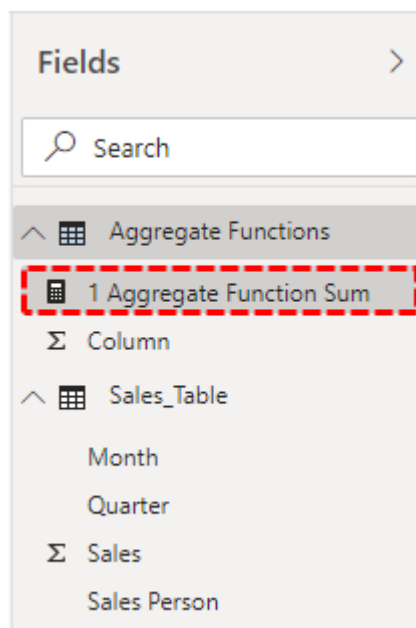 Fields
Search
Aggregate Functions
1 Aggregate Function Sum
Σ Column
Sales_Table
Month
Quarter
Σ Sales
Sales Person